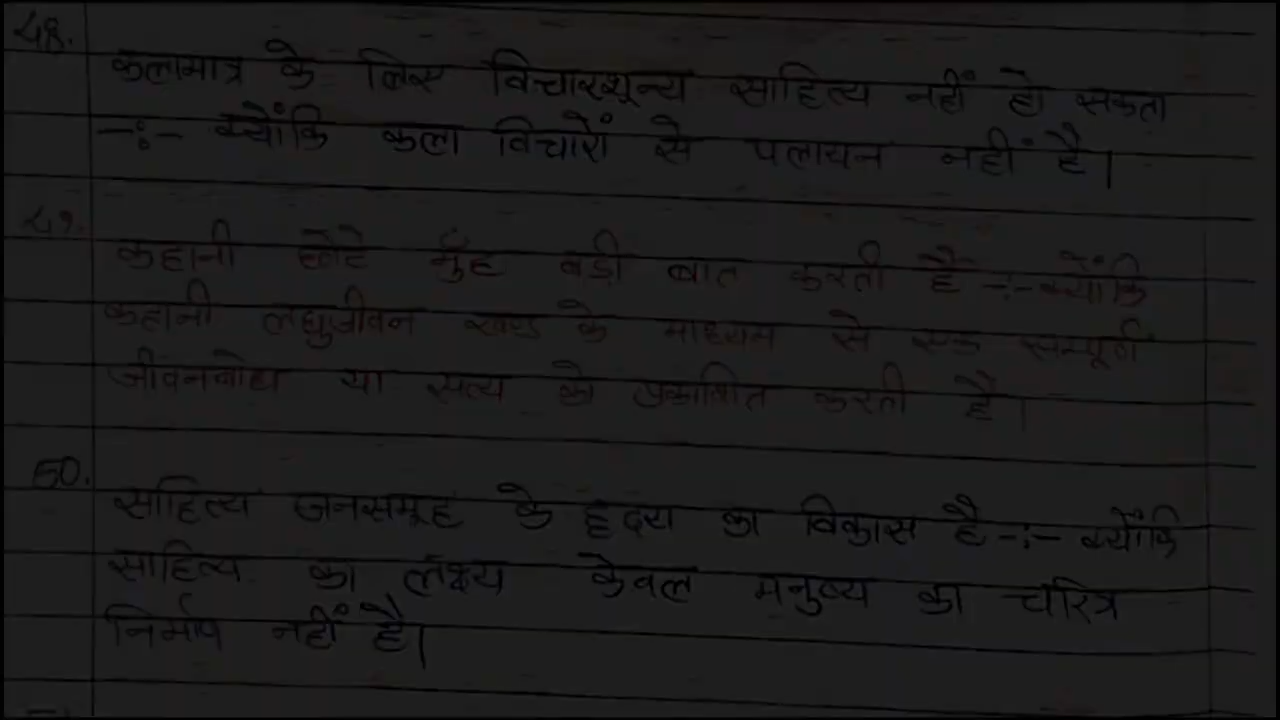 48.
कलामात्र के लिए विचारशून्य साहित्य नहीं हो सकता
-:- क्योंकि कला विचारों से पलायन नहीं है।
49.
कहानी छोटे मुँह बड़ी बात करती है -:- क्योंकि
कहानी लघुजीवन खण्ड के माध्यम से एक सम्पूर्ण
जीवनबोध या सत्य को प्रकाशित करती है।
50.
साहित्य जनसमूह के हृदय का विकास है -:- क्योंकि
साहित्य का लक्ष्य केवल मनुष्य का चरित्र
निर्माण नहीं है।